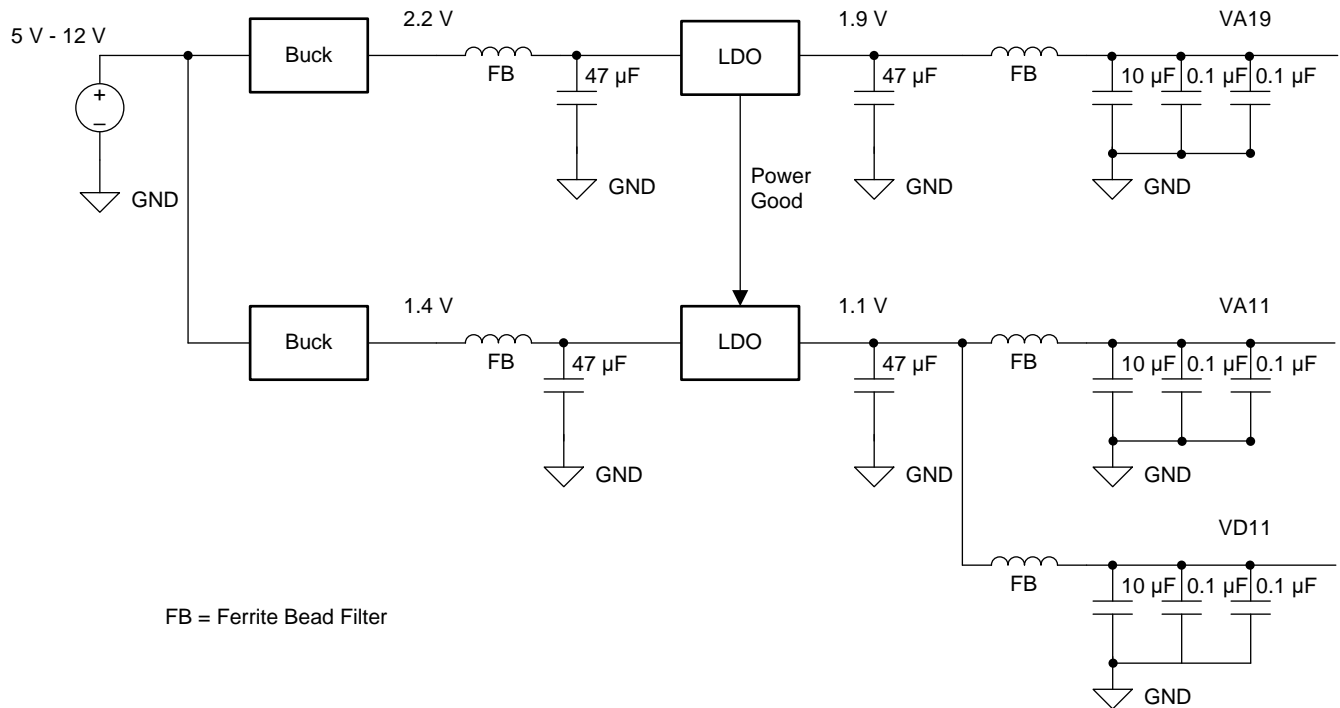 5 V - 12 V
Buck
2.2 V
FB
47 µF
LDO
1.9 V
47 µF
FB
VA19
10 µF
0.1 µF
0.1 µF
+
–
GND
GND
Power
Good
GND
GND
Buck
1.4 V
FB
47 µF
LDO
1.1 V
47 µF
FB
VA11
10 µF
0.1 µF
0.1 µF
GND
GND
GND
VD11
FB
10 µF
0.1 µF
0.1 µF
GND
FB = Ferrite Bead Filter